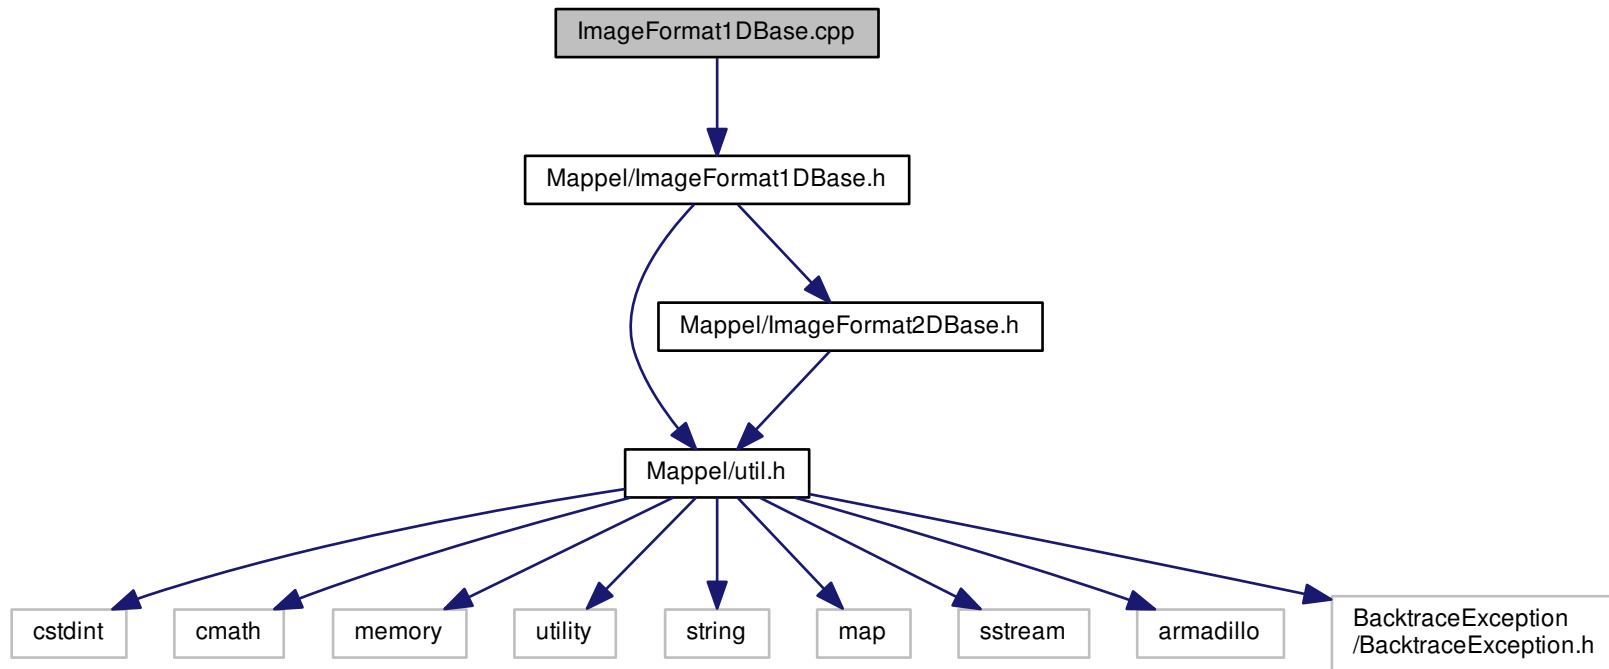 ImageFormat1DBase.cpp
Mappel/ImageFormat1DBase.h
Mappel/ImageFormat2DBase.h
Mappel/util.h
cstdint
cmath
memory
utility
string
map
sstream
armadillo
BacktraceException
/BacktraceException.h